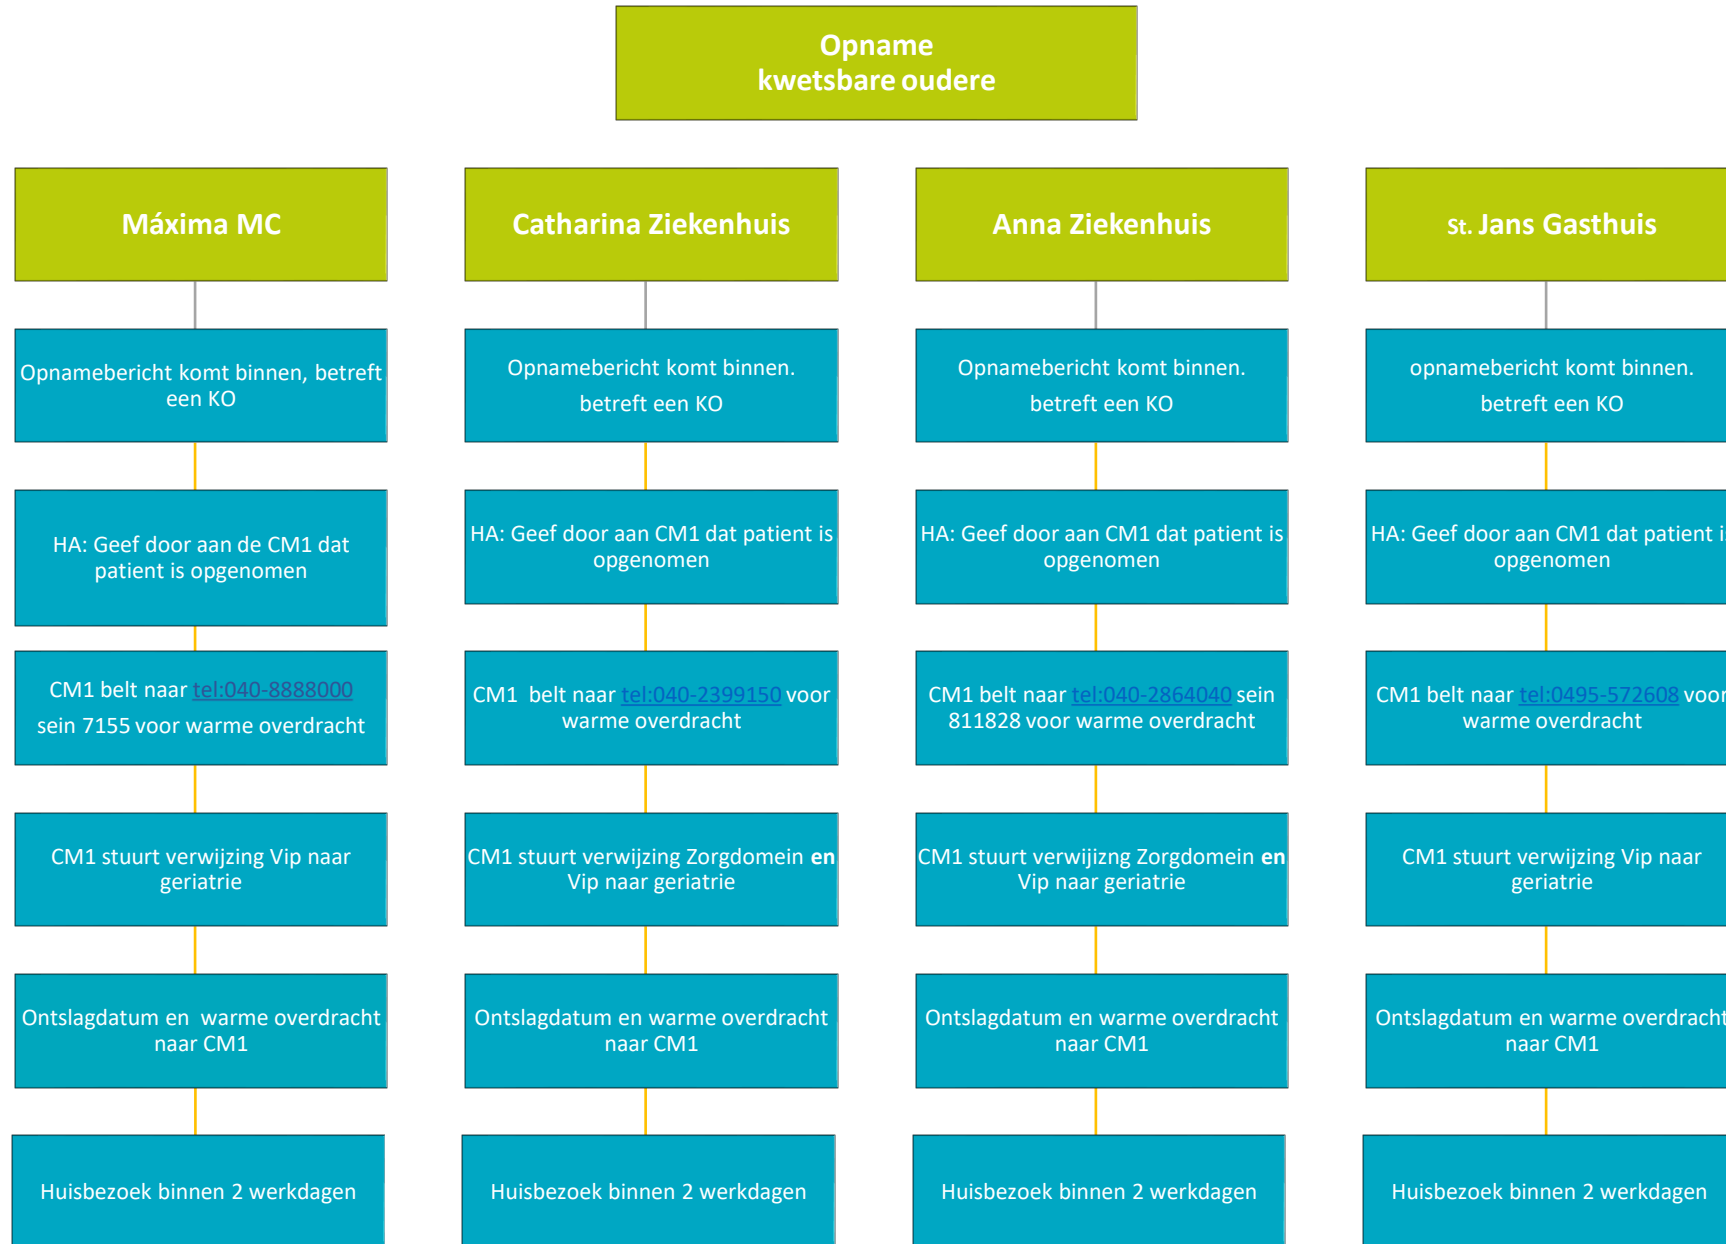 Opname
kwetsbare oudere
Máxima MC
Opnamebericht komt binnen, betreft
een KO
HA: Geef door aan de CM1 dat
patient is opgenomen
CM1 belt naar tel:040-8888000
sein 7155 voor warme overdracht
CM1 stuurt verwijzing Vip naar
geriatrie
Ontslagdatum en warme overdracht
naar CM1
Huisbezoek binnen 2 werkdagen
Catharina Ziekenhuis
Opnamebericht komt binnen.
betreft een KO
HA: Geef door aan CM1 dat patient is
opgenomen
CM1 belt naar tel:040-2399150 voor
warme overdracht
CM1 stuurt verwijzing Zorgdomein en
Vip naar geriatrie
Ontslagdatum en warme overdracht
naar CM1
Huisbezoek binnen 2 werkdagen
Anna Ziekenhuis
Opnamebericht komt binnen.
betreft een KO
HA: Geef door aan CM1 dat patient is
opgenomen
CM1 belt naar tel:040-2864040 sein
811828 voor warme overdracht
CM1 stuurt verwijizng Zorgdomein en
Vip naar geriatrie
Ontslagdatum en warme overdracht
naar CM1
Huisbezoek binnen 2 werkdagen
St. Jans Gasthuis
opnamebericht komt binnen.
betreft een KO
HA: Geef door aan CM1 dat patient is
opgenomen
CM1 belt naar tel:0495-572608 voor
warme overdracht
CM1 stuurt verwijzing Vip naar
geriatrie
Ontslagdatum en warme overdracht
naar CM1
Huisbezoek binnen 2 werkdagen